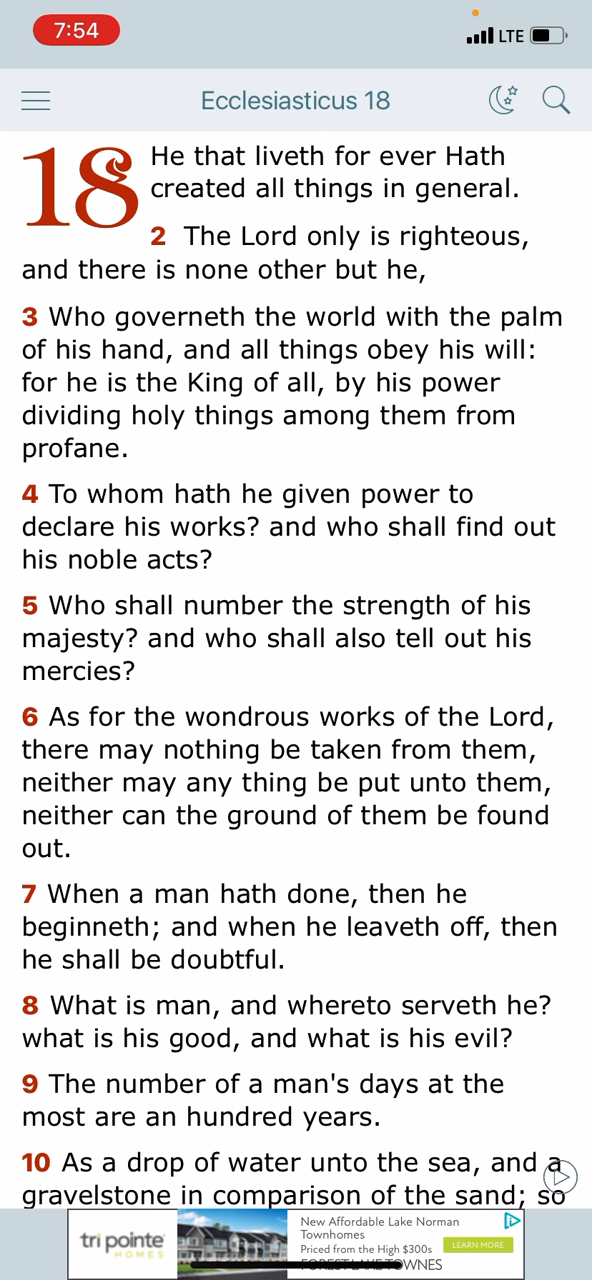 7:54
LTE
Ecclesiasticus 18
18 He that liveth for ever Hath
created all things in general.
2 The Lord only is righteous,
and there is none other but he,
3 Who governeth the world with the palm
of his hand, and all things obey his will:
for he is the King of all, by his power
dividing holy things among them from
profane.
4 To whom hath he given power to
declare his works? and who shall find out
his noble acts?
5 Who shall number the strength of his
majesty? and who shall also tell out his
mercies?
6 As for the wondrous works of the Lord,
there may nothing be taken from them,
neither may any thing be put unto them,
neither can the ground of them be found
out.
7 When a man hath done, then he
beginneth; and when he leaveth off, then
he shall be doubtful.
8 What is man, and whereto serveth he?
what is his good, and what is his evil?
9 The number of a man's days at the
most are an hundred years.
10 As a drop of water unto the sea, and a
gravelstone in comparison of the sand; so
tri pointe
HOMES
New Affordable Lake Norman
Townhomes
Priced from the High $300s
FOREST LAKE TOWNES
LEARN MORE